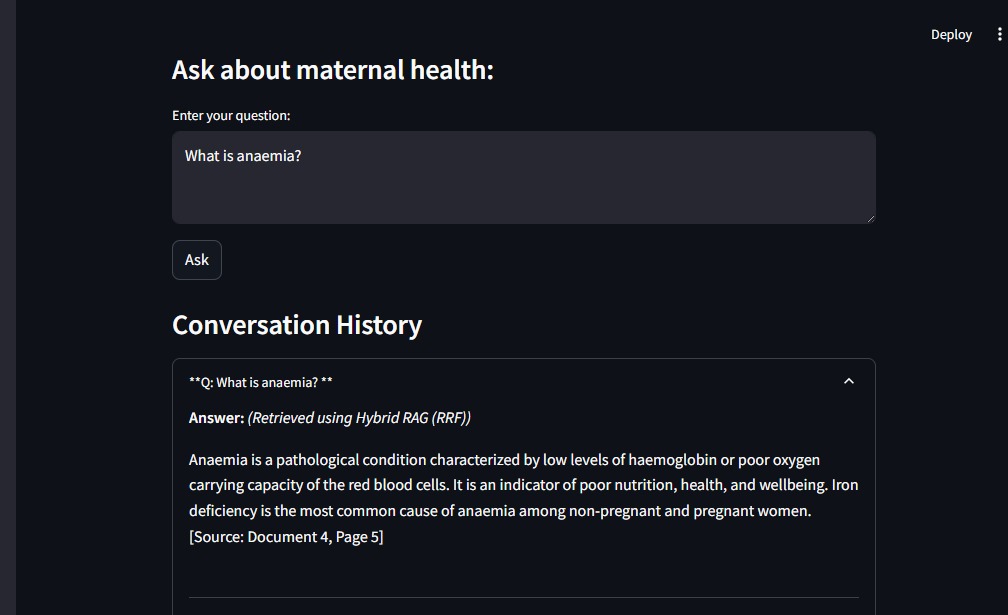 Deploy
Ask about maternal health:
Enter your question:
What is anaemia?
Ask
Conversation History
**Q: What is anaemia? **
Answer: (Retrieved using Hybrid RAG (RRF))
Anaemia is a pathological condition characterized by low levels of haemoglobin or poor oxygen
carrying capacity of the red blood cells. It is an indicator of poor nutrition, health, and wellbeing. Iron
deficiency is the most common cause of anaemia among non-pregnant and pregnant women.
[Source: Document 4, Page 5]